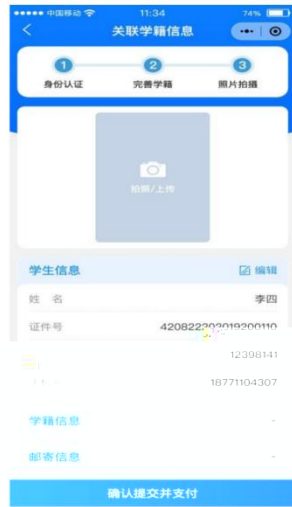 中国移动 11:34 74%
关联学籍信息
1 2 3
身份认证 完善学籍 照片拍摄
拍照/上传
学生信息 编辑
姓 名 李四
证件号
12398141
18771104307
学籍信息 -
邮寄信息 -
确认提交并支付